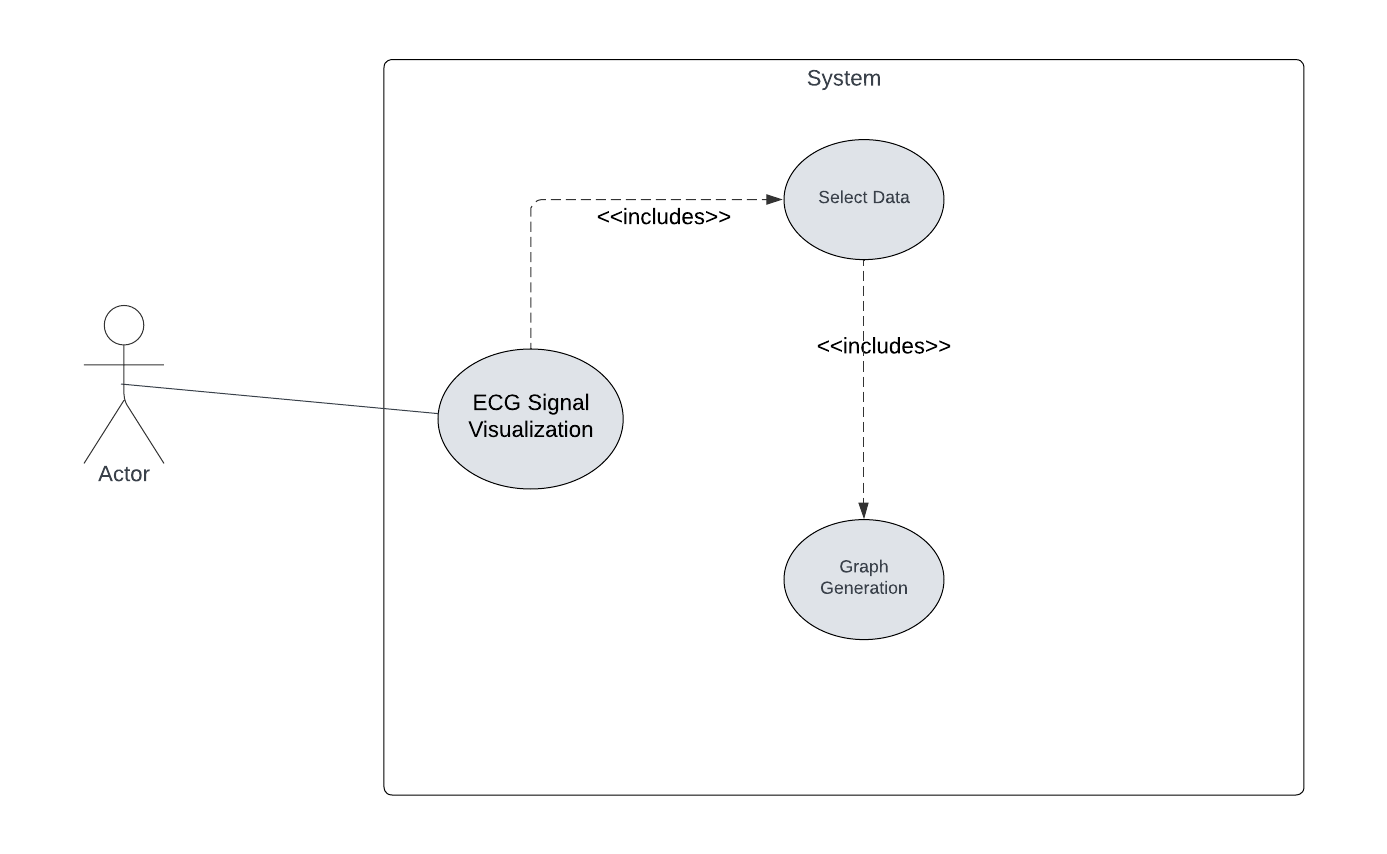 System
Select Data
<<includes>>
<<includes>>
ECG Signal
Visualization
Actor
Graph
Generation